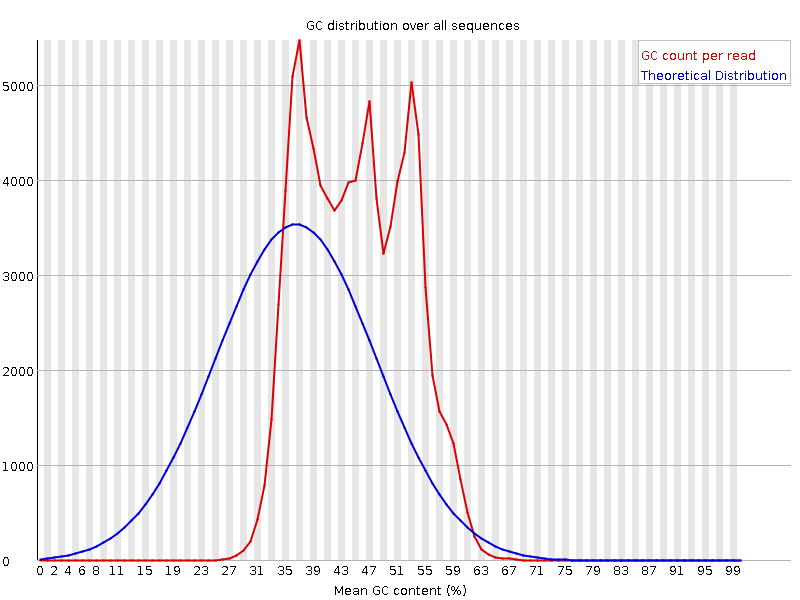 GC distribution over all sequences
GC count per read
Theoretical Distribution
5000
4000
3000
2000
1000
0
0 2 4 6 8 11 15 19 23 27 31 35 39 43 47 51 55 59 63 67 71 75 79 83 87 91 95 99
Mean GC content (%)